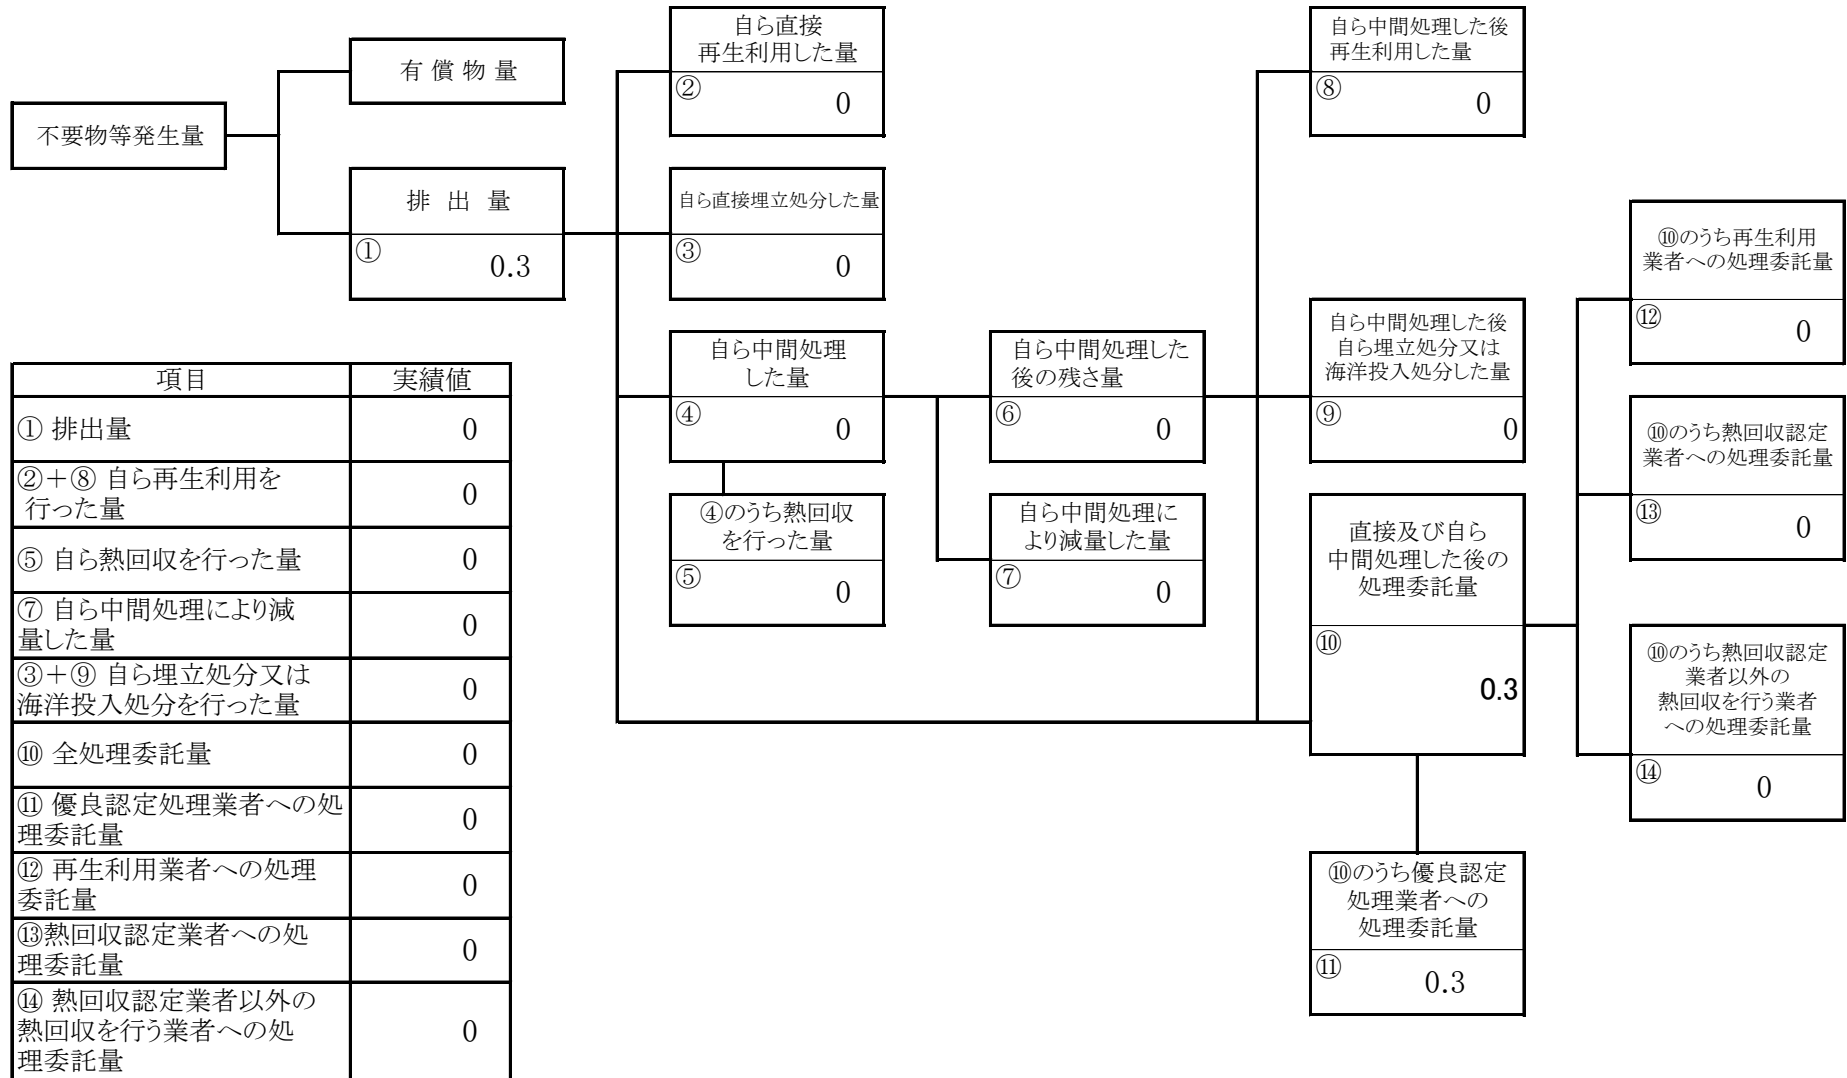 自ら直接
再生利用した量
②
0
自ら中間処理した後
再生利用した量
⑧
0
有 償 物 量
不要物等発生量
排 出 量
①
0.3
自ら直接埋立処分した量
③
0
⑩のうち再生利用
業者への処理委託量
⑫
0
自ら中間処理
した量
④
0
自ら中間処理した
後の残さ量
⑥
0
自ら中間処理した後
自ら埋立処分又は
海洋投入処分した量
⑨
0
⑩のうち熱回収認定
業者への処理委託量
⑬
0
④のうち熱回収
を行った量
⑤
0
自ら中間処理に
より減量した量
⑦
0
直接及び自ら
中間処理した後の
処理委託量
⑩
0.3
⑩のうち熱回収認定
業者以外の
熱回収を行う業者
への処理委託量
⑭
0
⑩のうち優良認定
処理業者への
処理委託量
⑪
0.3
項目 実績値
① 排出量 0
②＋⑧ 自ら再生利用を
行った量 0
⑤ 自ら熱回収を行った量 0
⑦ 自ら中間処理により減
量した量 0
③＋⑨ 自ら埋立処分又は
海洋投入処分を行った量 0
⑩ 全処理委託量 0
⑪ 優良認定処理業者への処
理委託量 0
⑫ 再生利用業者への処理
委託量 0
⑬熱回収認定業者への処
理委託量 0
⑭ 熱回収認定業者以外の
熱回収を行う業者への処
理委託量 0